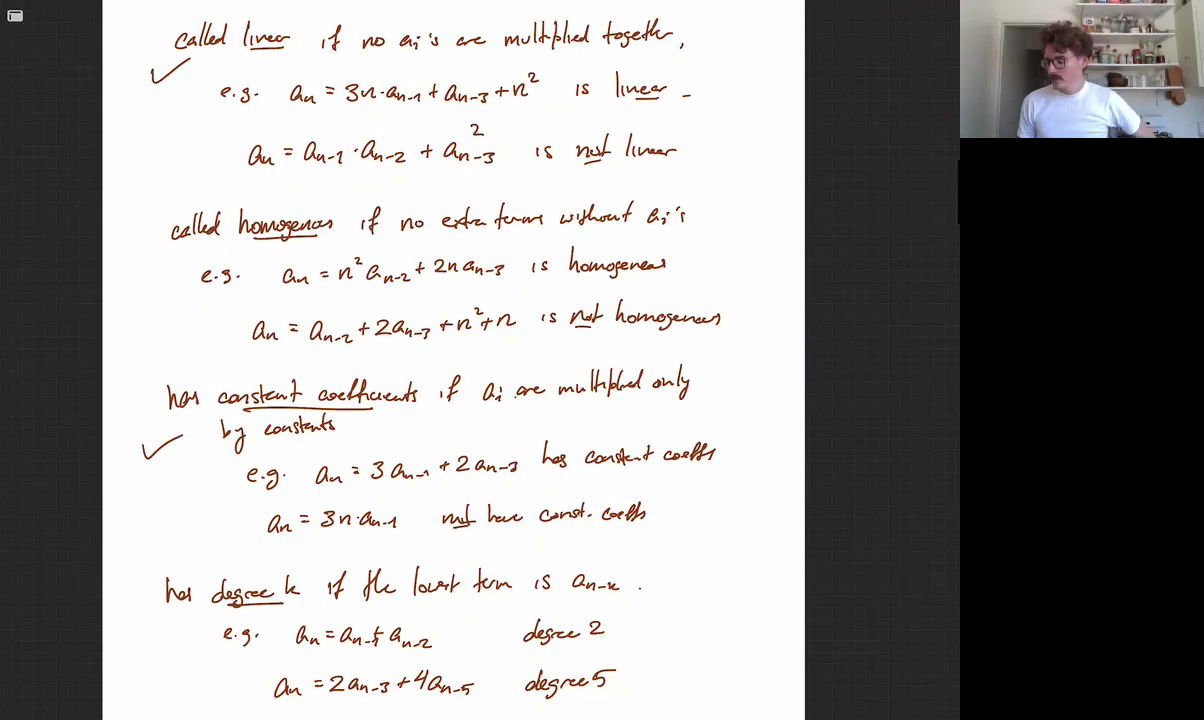 called linear if no aᵢ's are multiplied together,
e.g. aₙ = 3n·aₙ₋₁ + aₙ₋₃ + n² is linear -
aₙ = aₙ₋₁ · aₙ₋₂ + aₙ₋₃² is not linear
called homogenous if no extra terms without aᵢ's
e.g. aₙ = n² aₙ₋₂ + 2n aₙ₋₃ is homogeneous
aₙ = aₙ₋₂ + 2aₙ₋₃ + n² + n is not homogenous
has constant coefficients if aᵢ are multiplied only
by constants
e.g. aₙ = 3aₙ₋₁ + 2aₙ₋₃ has constant coeffs
aₙ = 3n·aₙ₋₁ not have const. coeffs
has degree k if the lowest term is aₙ₋ₖ.
e.g. aₙ = aₙ₋₁ + aₙ₋₂ degree 2
aₙ = 2aₙ₋₃ + 4aₙ₋₅ degree 5